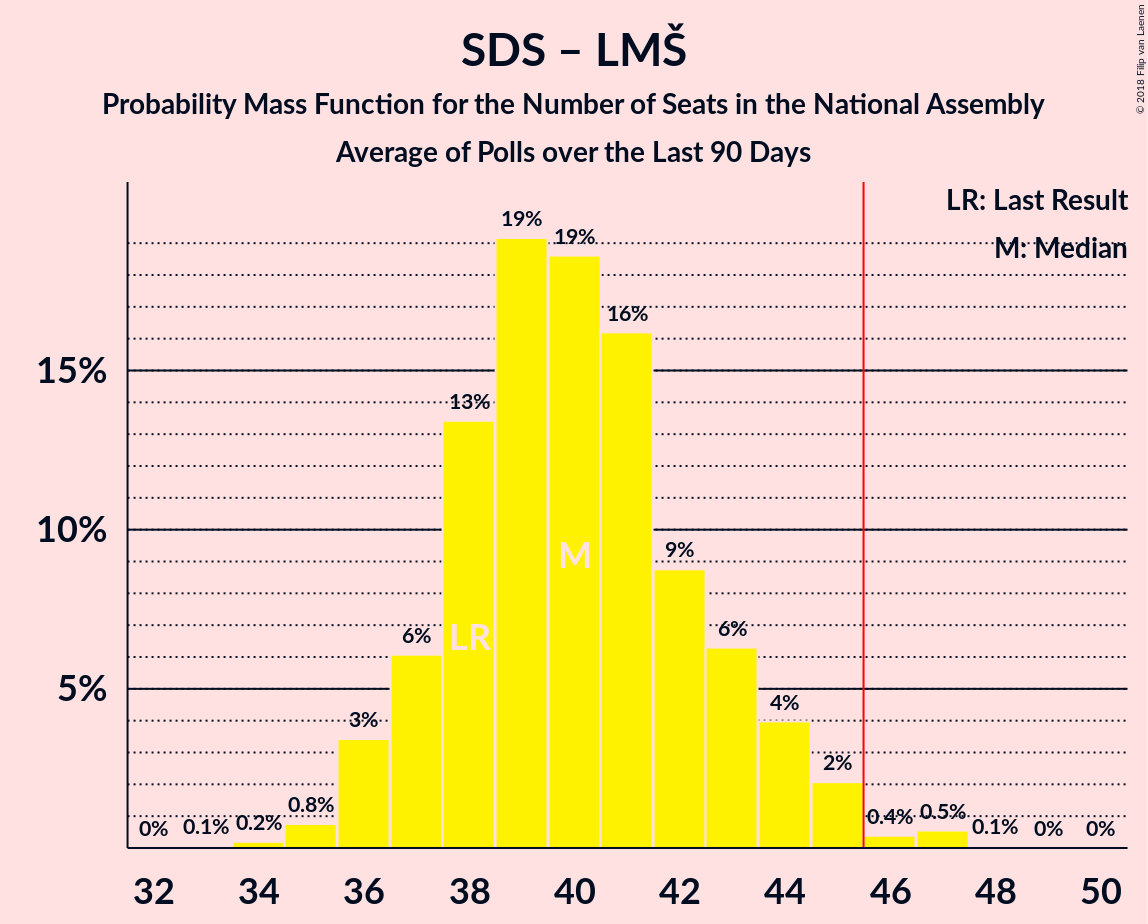 SDS – LMŠ
Probability Mass Function for the Number of Seats in the National Assembly
Average of Polls over the Last 90 Days
© 2018 Filip van Laenen
LR: Last Result
M: Median
15%
10%
5%
0% 0.1% 0.2% 0.8% 3% 6% 13% 19% 19% 16% 9% 6% 4% 2% 0.4% 0.5% 0.1% 0% 0%
LR
M
32 34 36 38 40 42 44 46 48 50